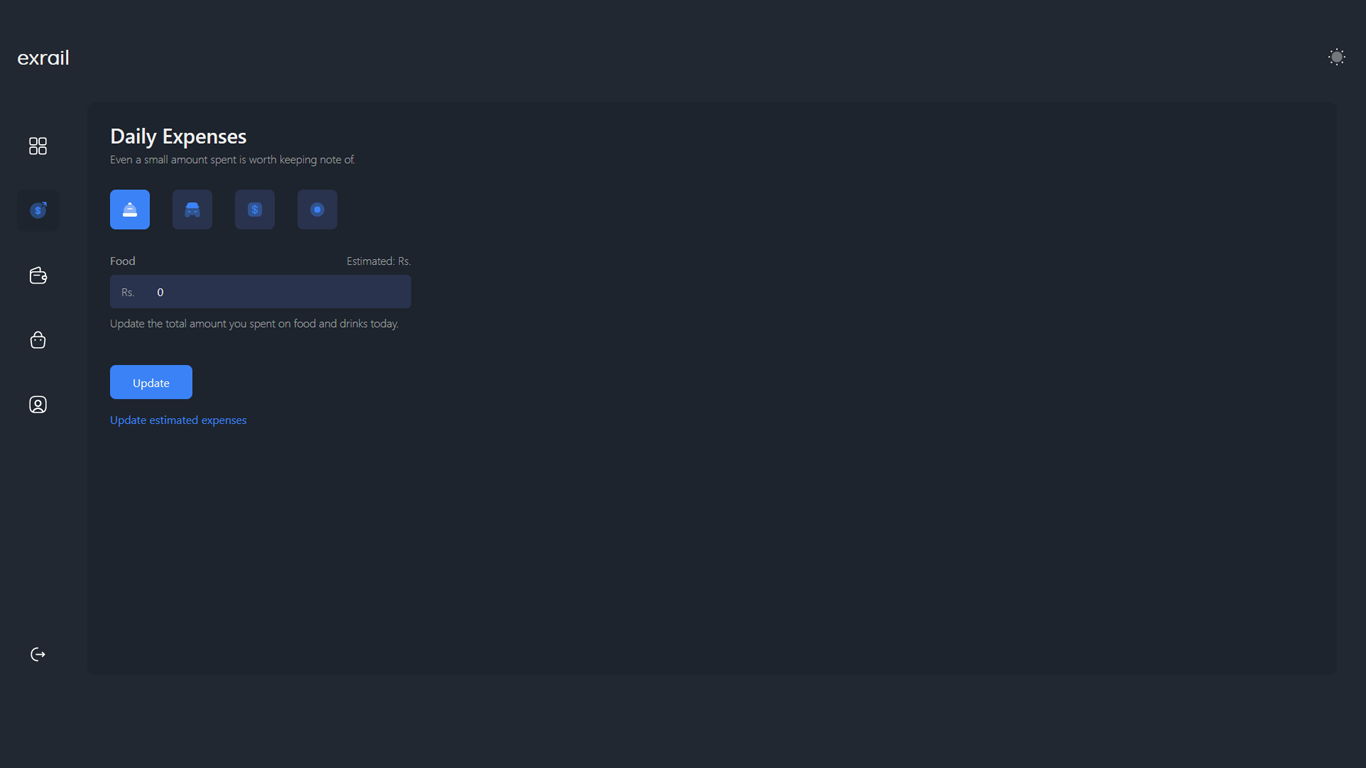 exrail
Daily Expenses
Even a small amount spent is worth keeping note of.
Food
Estimated: Rs.
Rs. 0
Update the total amount you spent on food and drinks today.
Update
Update estimated expenses